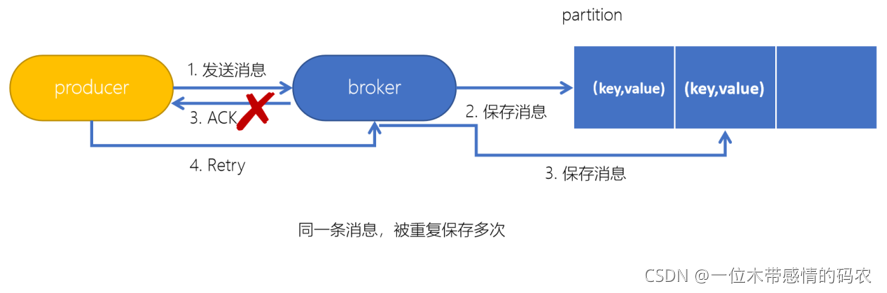 partition
producer
1. 发送消息
broker
(key,value)
(key,value)
2. 保存消息
3. ACK
4. Retry
3. 保存消息
同一条消息，被重复保存多次
CSDN @一位木带感情的码农